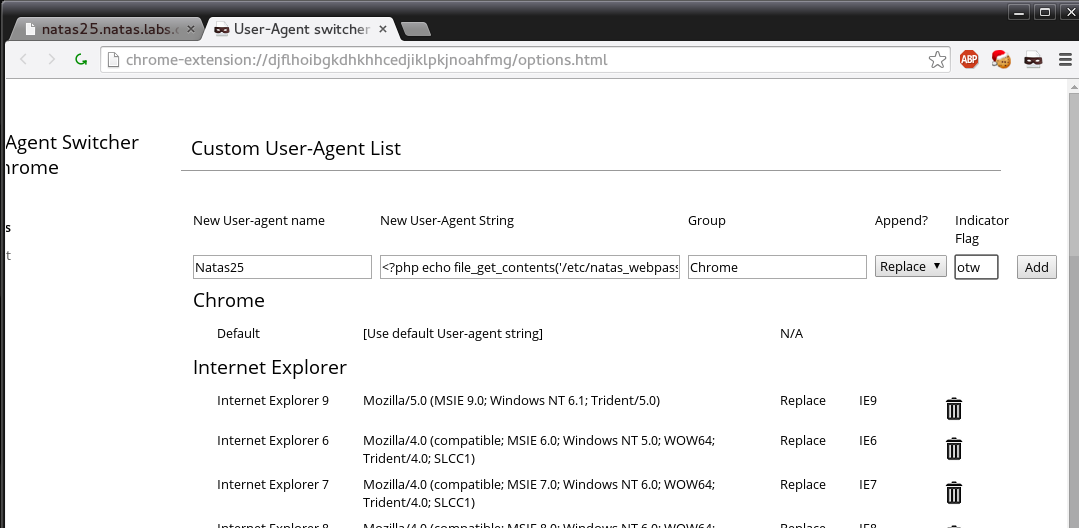 natas25.natas.labs.o
User-Agent switcher
chrome-extension://djflhoibgkdhkhhcedjiklpkjnoahfmg/options.html
ABP
Agent Switcher
hrome
s
t
Custom User-Agent List
New User-agent name New User-Agent String Group Append? Indicator
Flag
Natas25 <?php echo file_get_contents('/etc/natas_webpass Chrome Replace otw Add
Chrome
Default [Use default User-agent string] N/A
Internet Explorer
Internet Explorer 9 Mozilla/5.0 (MSIE 9.0; Windows NT 6.1; Trident/5.0) Replace IE9
Internet Explorer 6 Mozilla/4.0 (compatible; MSIE 6.0; Windows NT 5.0; WOW64; Replace IE6
Trident/4.0; SLCC1)
Internet Explorer 7 Mozilla/4.0 (compatible; MSIE 7.0; Windows NT 6.0; WOW64; Replace IE7
Trident/4.0; SLCC1)
Internet Explorer 8 Mozilla/4.0 (compatible; MSIE 8.0; Windows NT 6.0; WOW64; Replace IE8